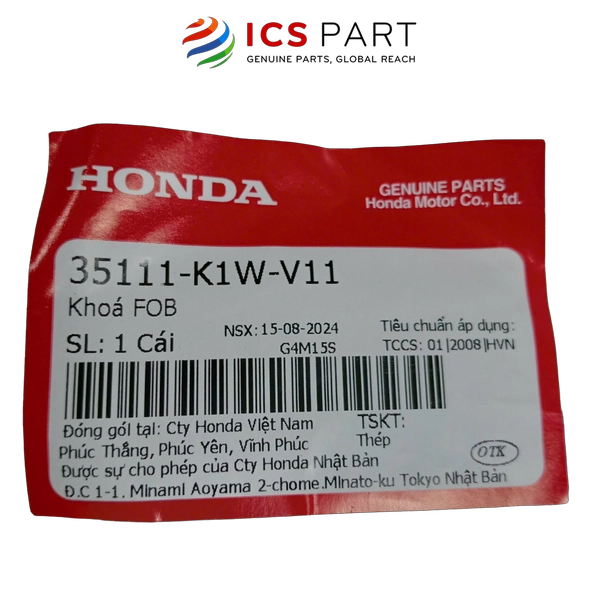 ICS PART
GENUINE PARTS, GLOBAL REACH
HONDA
GENUINE PARTS
Honda Motor Co., Ltd.
35111-K1W-V11
Khoá FOB
SL: 1 Cái
NSX: 15-08-2024
G4M15S
Tiêu chuẩn áp dụng:
TCCS: 01|2008|HVN
Đóng gói tại: Cty Honda Việt Nam
Phúc Thắng, Phúc Yên, Vĩnh Phúc
TSKT:
Thép
Được sự cho phép của Cty Honda Nhật Bản
OTK
Đ.C 1-1. Minami Aoyama 2-chome.Minato-ku Tokyo Nhật Bản